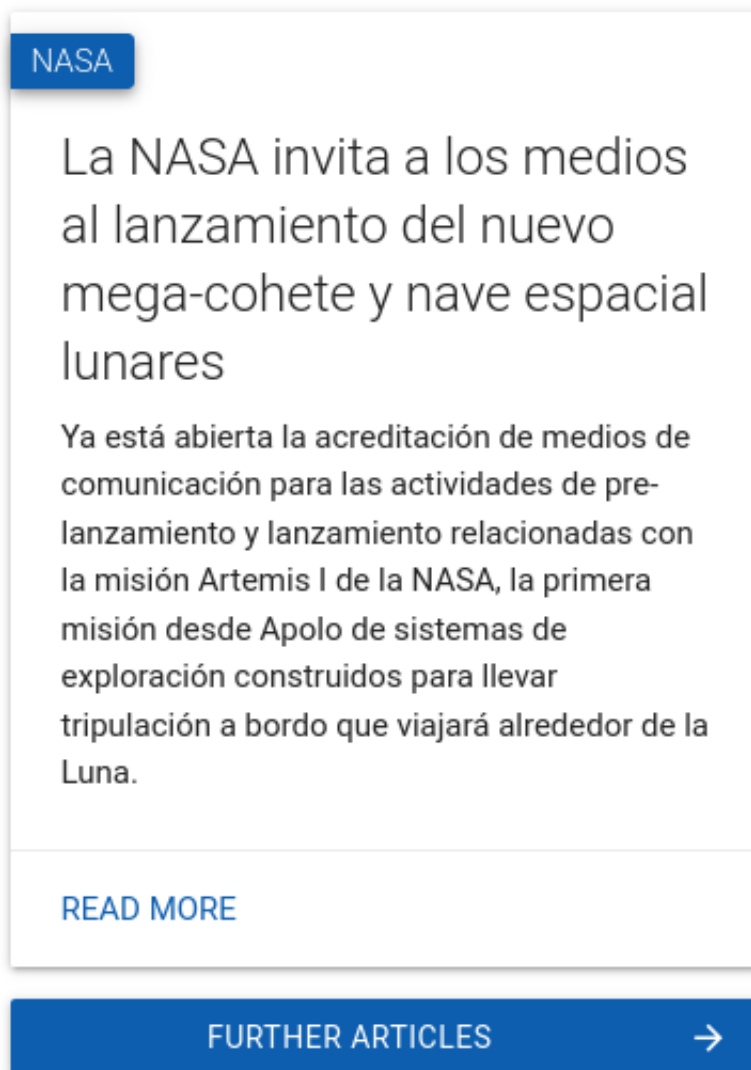 NASA
La NASA invita a los medios
al lanzamiento del nuevo
mega-cohete y nave espacial
lunares
Ya está abierta la acreditación de medios de
comunicación para las actividades de pre-
lanzamiento y lanzamiento relacionadas con
la misión Artemis I de la NASA, la primera
misión desde Apolo de sistemas de
exploración construidos para llevar
tripulación a bordo que viajará alrededor de la
Luna.
READ MORE
FURTHER ARTICLES